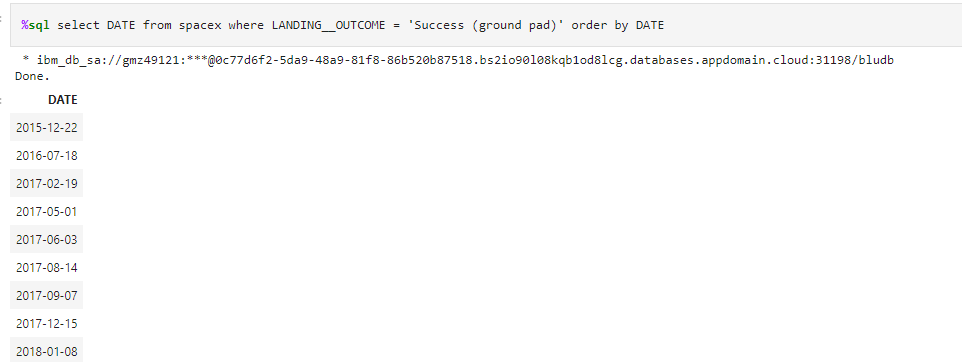 %sql select DATE from spacex where LANDING__OUTCOME = 'Success (ground pad)' order by DATE
* ibm_db_sa://gmz49121:***@0c77d6f2-5da9-48a9-81f8-86b520b87518.bs2io90l08kqb1od8lcg.databases.appdomain.cloud:31198/bludb
Done.
DATE
2015-12-22
2016-07-18
2017-02-19
2017-05-01
2017-06-03
2017-08-14
2017-09-07
2017-12-15
2018-01-08